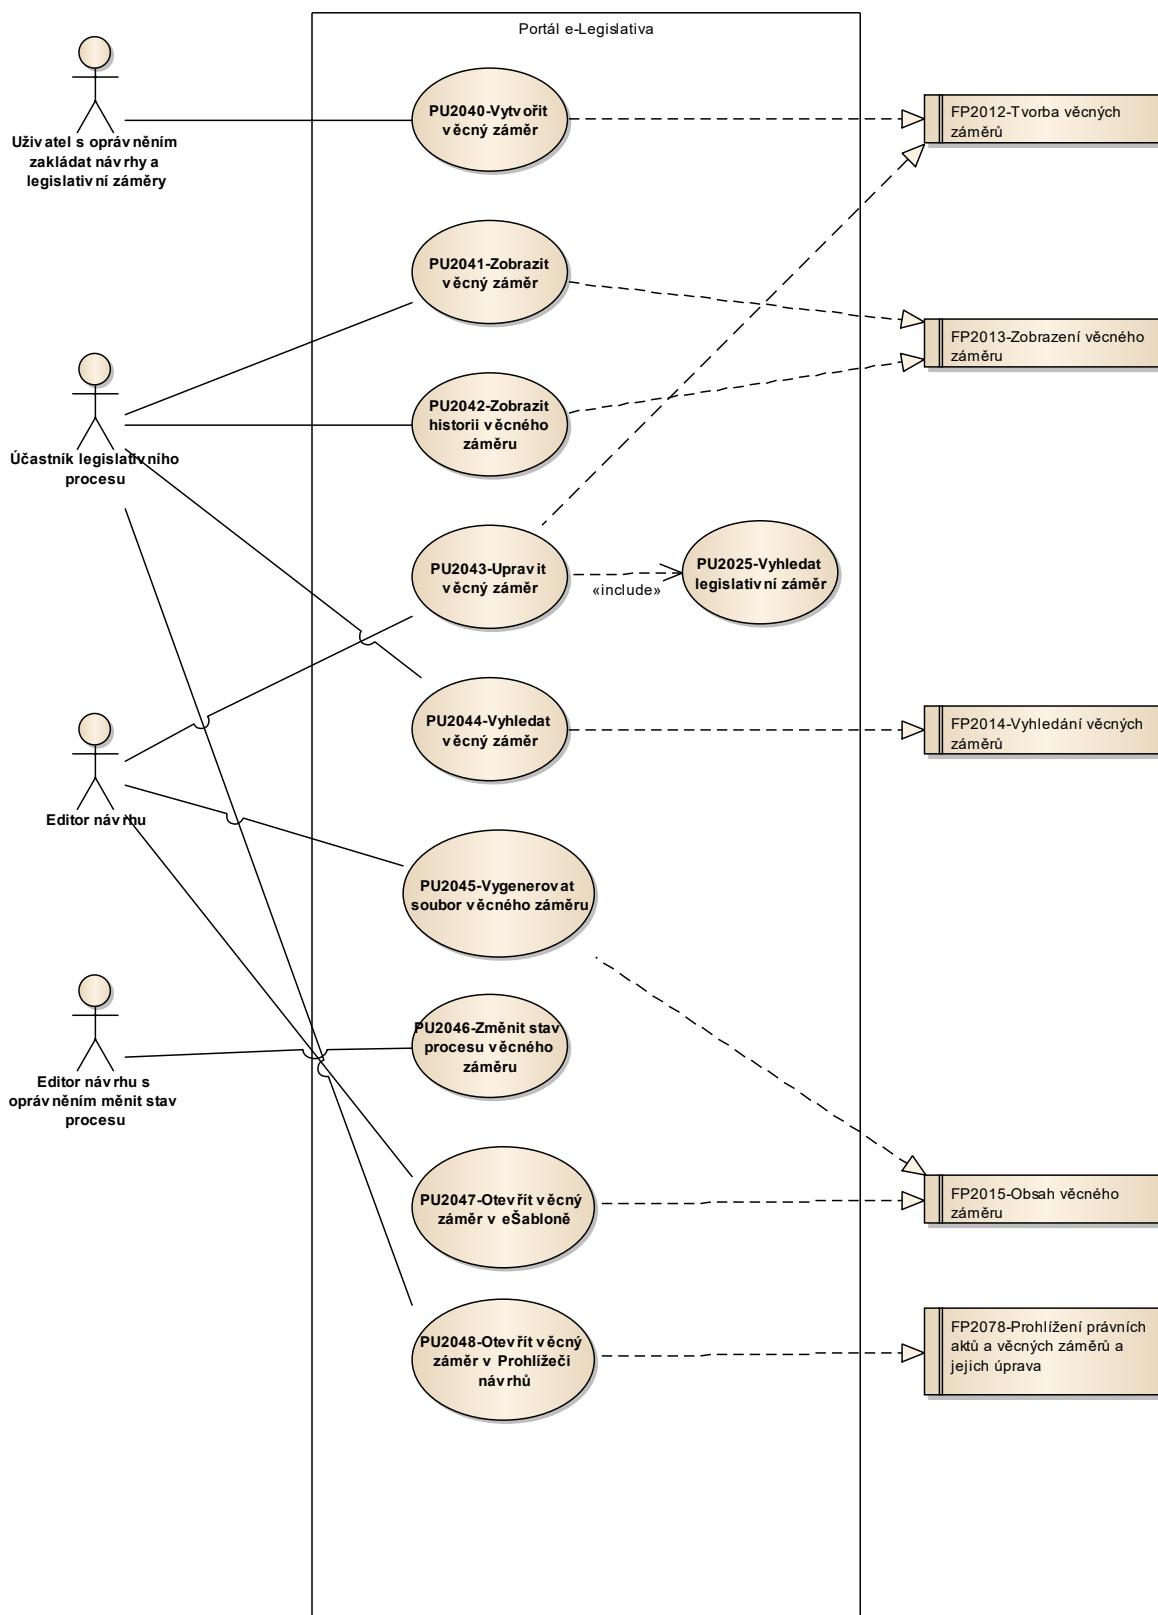 Portál e-Legislativa
Uživatel s oprávněním
zakládat návrhy a
legislativní záměry
PU2040-Vytvořit
věcný záměr
FP2012-Tvorba věcných
záměrů
PU2041-Zobrazit
věcný záměr
FP2013-Zobrazení věcného
záměru
Účastník legislativního
procesu
PU2042-Zobrazit
historii věcného
záměru
PU2043-Upravit
věcný záměr
«include»
PU2025-Vyhledat
legislativní záměr
PU2044-Vyhledat
věcný záměr
FP2014-Vyhledání věcných
záměrů
Editor návrhu
PU2045-Vygenerovat
soubor věcného záměru
Editor návrhu s
oprávněním měnit stav
procesu
PU2046-Změnit stav
procesu věcného
záměru
PU2047-Otevřít věcný
záměr v eŠabloně
FP2015-Obsah věcného
záměru
PU2048-Otevřít věcný
záměr v Prohlížeči
návrhů
FP2078-Prohlížení právních
aktů a věcných záměrů a
jejich úprava